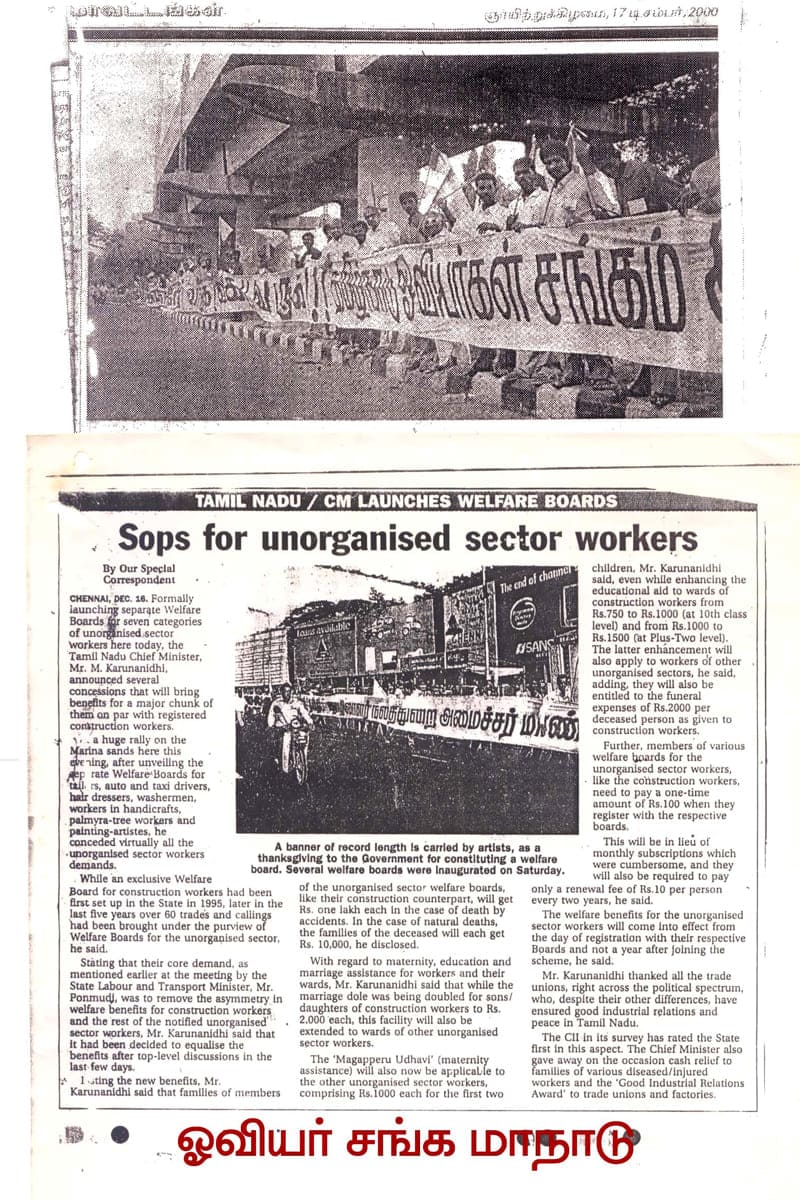 மாவட்டங்கள்
ஞாயிற்றுக்கிழமை, 17 டிசம்பர், 2000
ஓவியர்கள் சங்கம்
TAMIL NADU / CM LAUNCHES WELFARE BOARDS
Sops for unorganised sector workers
By Our Special
Correspondent
CHENNAI, DEC. 16. Formally
launching separate Welfare
Boards for seven categories
of unorganised sector
workers here today, the
Tamil Nadu Chief Minister,
Mr. M. Karunanidhi,
announced several
concessions that will bring
benefits for a major chunk of
them on par with registered
construction workers.
a huge rally on the
Marina sands here this
evening, after unveiling the
rate Welfare Boards for
rs, auto and taxi drivers,
hair dressers, washermen,
workers in handicrafts,
palmyra-tree workers and
painting-artistes, he
conceded virtually all the
unorganised sector workers
demands.
While an exclusive Welfare
Board for construction workers had been
first set up in the State in 1995, later in the
last five years over 60 trades and callings
had been brought under the purview of
Welfare Boards for the unorganised sector,
he said.
Stating that their core demand, as
mentioned earlier at the meeting by the
State Labour and Transport Minister, Mr.
Ponmudi, was to remove the asymmetry in
welfare benefits for construction workers
and the rest of the notified unorganised
sector workers, Mr. Karunanidhi said that
it had been decided to equalise the
benefits after top-level discussions in the
last few days.
Listing the new benefits, Mr.
Karunanidhi said that families of members
Loans available
The end of channel
SANS
அமைச்சர்
A banner of record length is carried by artists, as a
thanksgiving to the Government for constituting a welfare
board. Several welfare boards were inaugurated on Saturday.
of the unorganised sector welfare boards,
like their construction counterpart, will get
Rs. one lakh each in the case of death by
accidents. In the case of natural deaths,
the families of the deceased will each get
Rs. 10,000, he disclosed.
With regard to maternity, education and
marriage assistance for workers and their
wards, Mr. Karunanidhi said that while the
marriage dole was being doubled for sons/
daughters of construction workers to Rs.
2,000 each, this facility will also be
extended to wards of other unorganised
sector workers.
The 'Magapperu Udhavi' (maternity
assistance) will also now be applicable to
the other unorganised sector workers,
comprising Rs.1000 each for the first two
children, Mr. Karunanidhi
said, even while enhancing the
educational aid to wards of
construction workers from
Rs.750 to Rs.1000 (at 10th class
level) and from Rs.1000 to
Rs.1500 (at Plus-Two level).
The latter enhancement will
also apply to workers of other
unorganised sectors, he said,
adding, they will also be
entitled to the funeral
expenses of Rs.2000 per
deceased person as given to
construction workers.
Further, members of various
welfare boards for the
unorganised sector workers,
like the construction workers,
need to pay a one-time
amount of Rs.100 when they
register with the respective
boards.
This will be in lieu of
monthly subscriptions which
were cumbersome, and they
will also be required to pay
only a renewal fee of Rs.10 per person
every two years, he said.
The welfare benefits for the unorganised
sector workers will come into effect from
the day of registration with their respective
Boards and not a year after joining the
scheme, he said.
Mr. Karunanidhi thanked all the trade
unions, right across the political spectrum,
who, despite their other differences, have
ensured good industrial relations and
peace in Tamil Nadu.
The CII in its survey has rated the State
first in this aspect. The Chief Minister also
gave away on the occasion cash relief to
families of various diseased/injured
workers and the 'Good Industrial Relations
Award' to trade unions and factories.
ஓவியர் சங்க மாநாடு